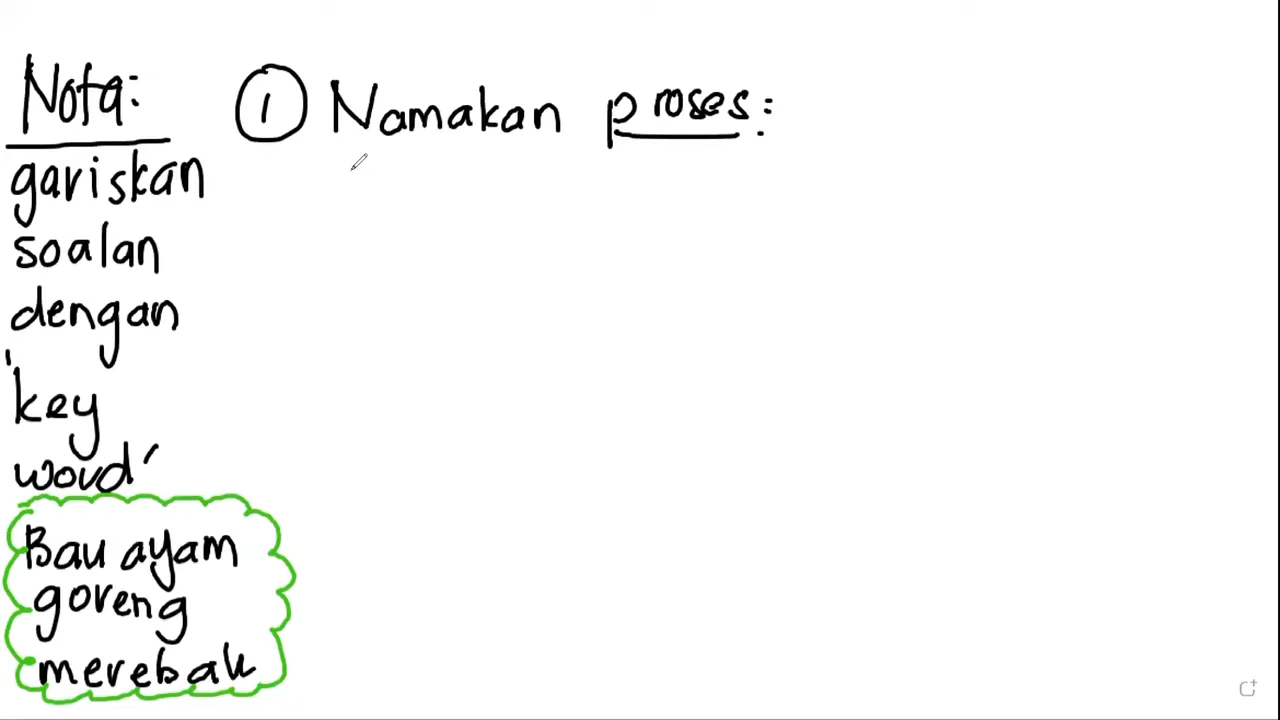 Nota:
gariskan
soalan
dengan
'key
word'
Bau ayam
goreng
merebak
1 Namakan proses: